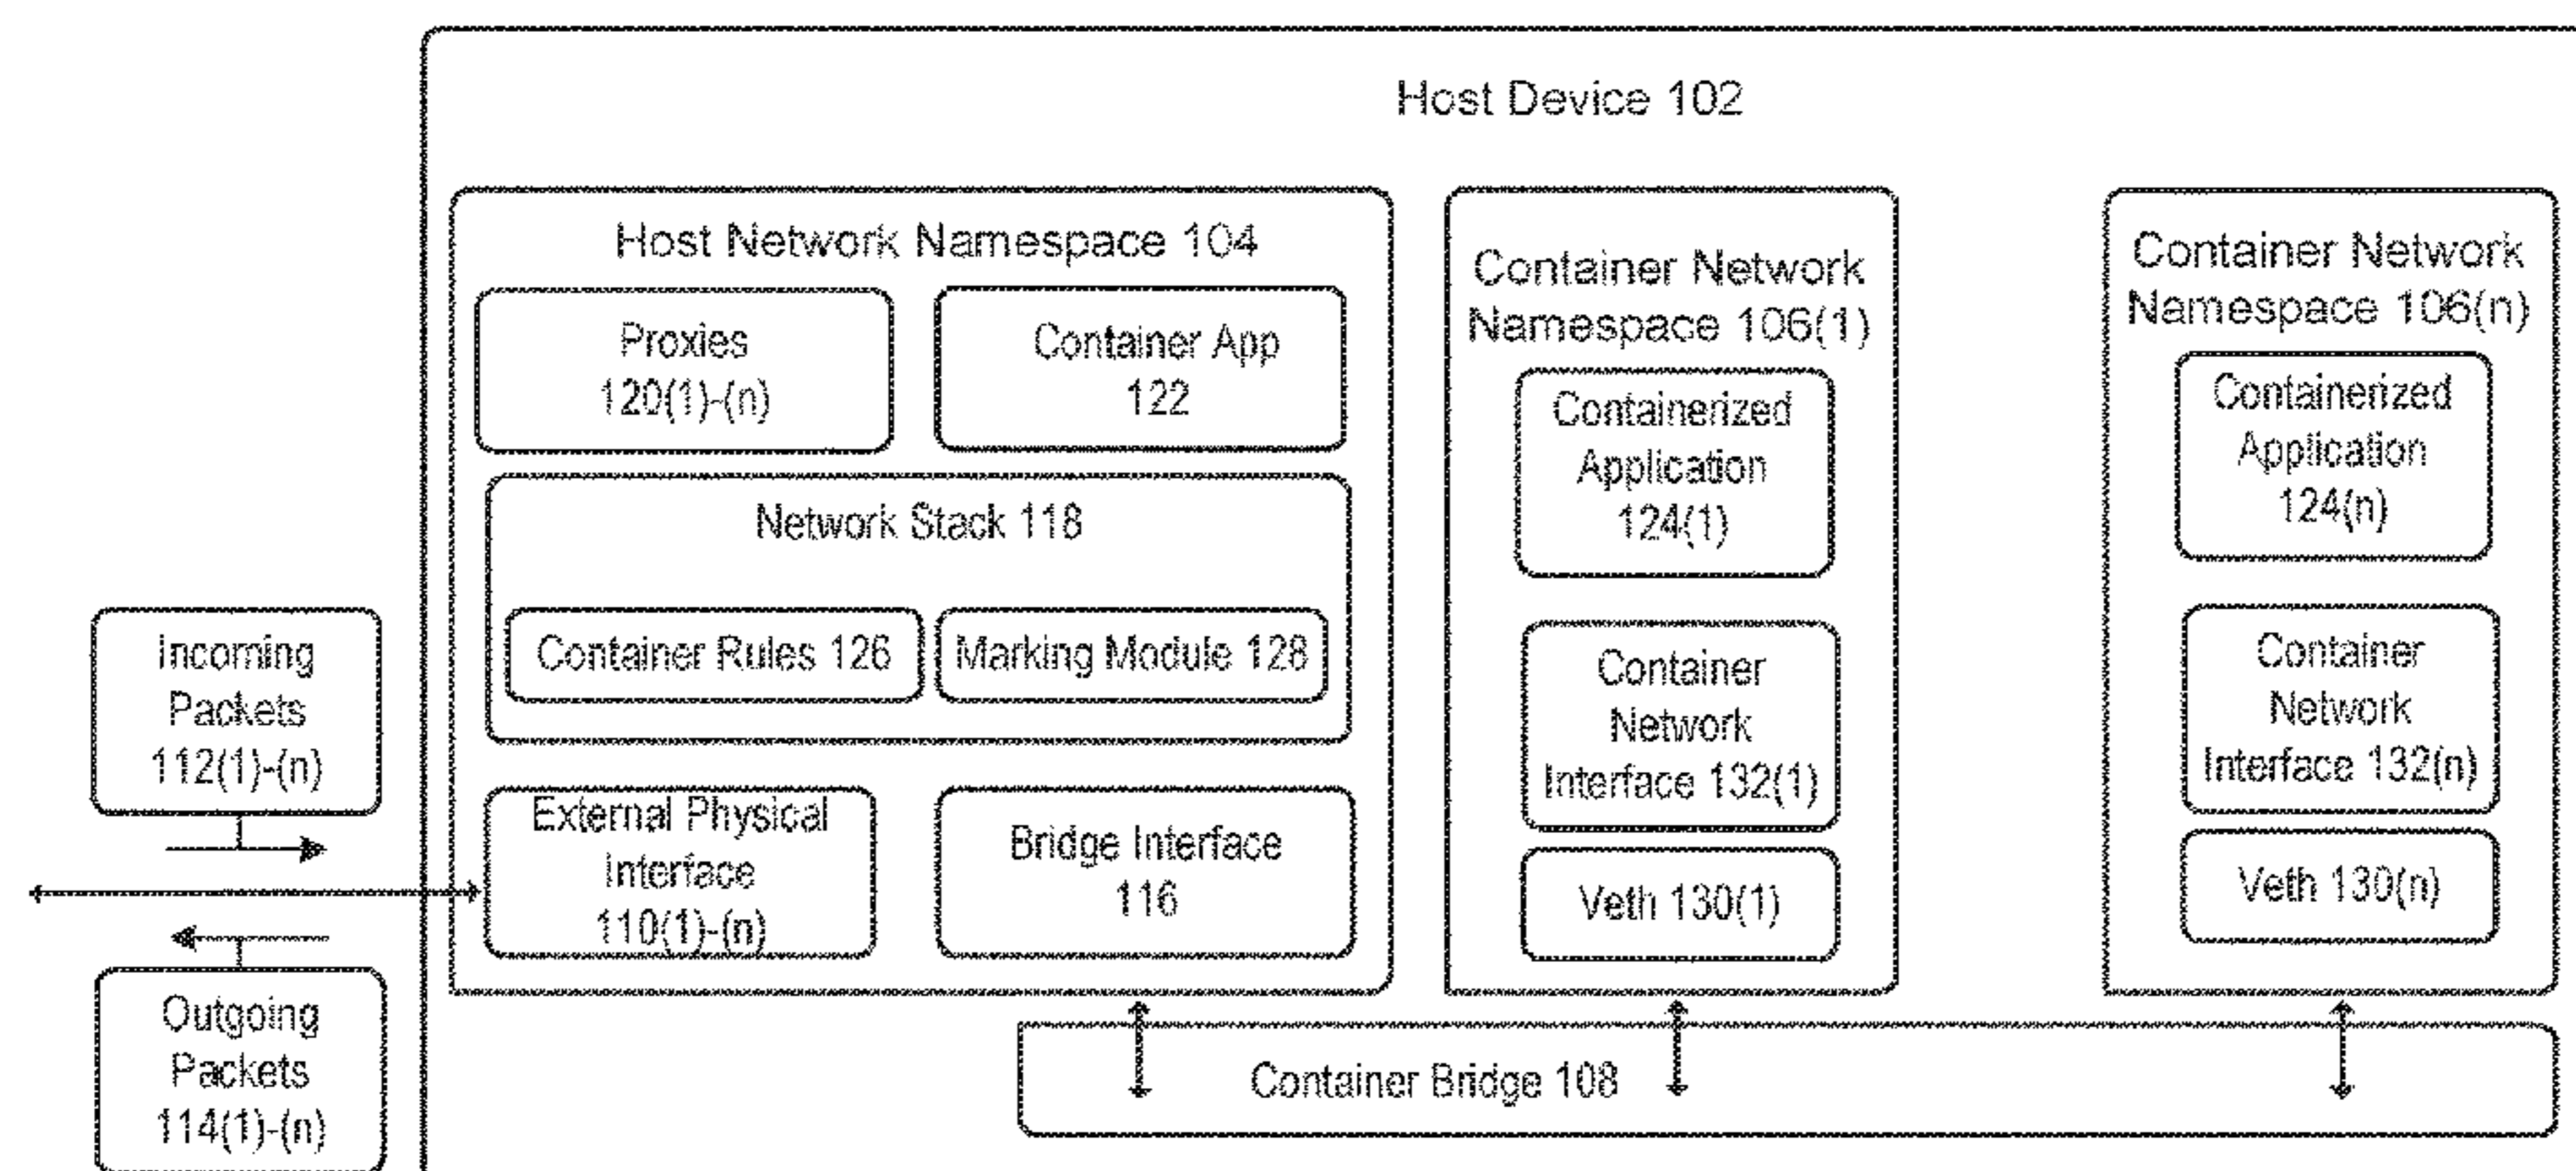 Host Device 102
Host Network Namespace 104
Proxies
120(1)-(n)
Container App
122
Network Stack 118
Container Rules 126
Marking Module 128
External Physical
Interface
110(1)-(n)
Bridge Interface
116
Incoming
Packets
112(1)-(n)
Outgoing
Packets
114(1)-(n)
Container Network
Namespace 106(1)
Containerized
Application
124(1)
Container
Network
Interface 132(1)
Veth 130(1)
Container Network
Namespace 106(n)
Containerized
Application
124(n)
Container
Network
Interface 132(n)
Veth 130(n)
Container Bridge 108